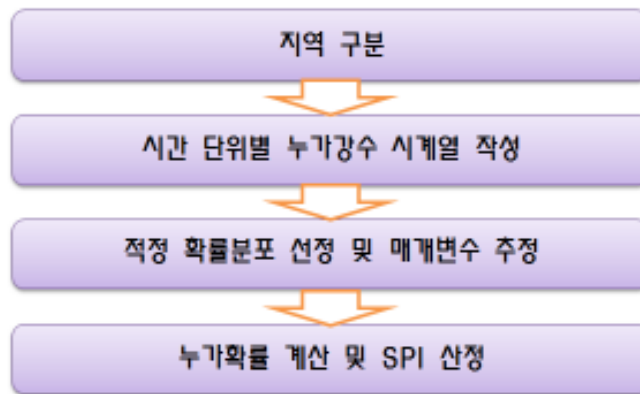 지역 구분
시간 단위별 누가강수 시계열 작성
적정 확률분포 선정 및 매개변수 추정
누가확률 계산 및 SPI 산정